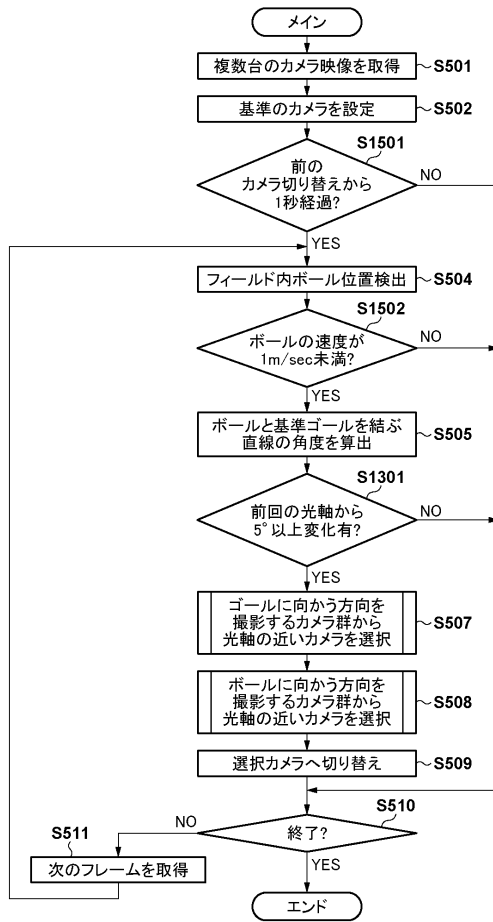 メイン
複数台のカメラ映像を取得
S501
基準のカメラを設定
S502
S1501
前の
カメラ切り替えから
1秒経過?
NO
YES
フィールド内ボール位置検出
S504
S1502
ボールの速度が
1m/sec未満?
NO
YES
ボールと基準ゴールを結ぶ
直線の角度を算出
S505
S1301
前回の光軸から
5°以上変化有?
NO
YES
ゴールに向かう方向を
撮影するカメラ群から
光軸の近いカメラを選択
S507
ボールに向かう方向を
撮影するカメラ群から
光軸の近いカメラを選択
S508
選択カメラへ切り替え
S509
S510
終了?
NO
YES
S511
次のフレームを取得
エンド